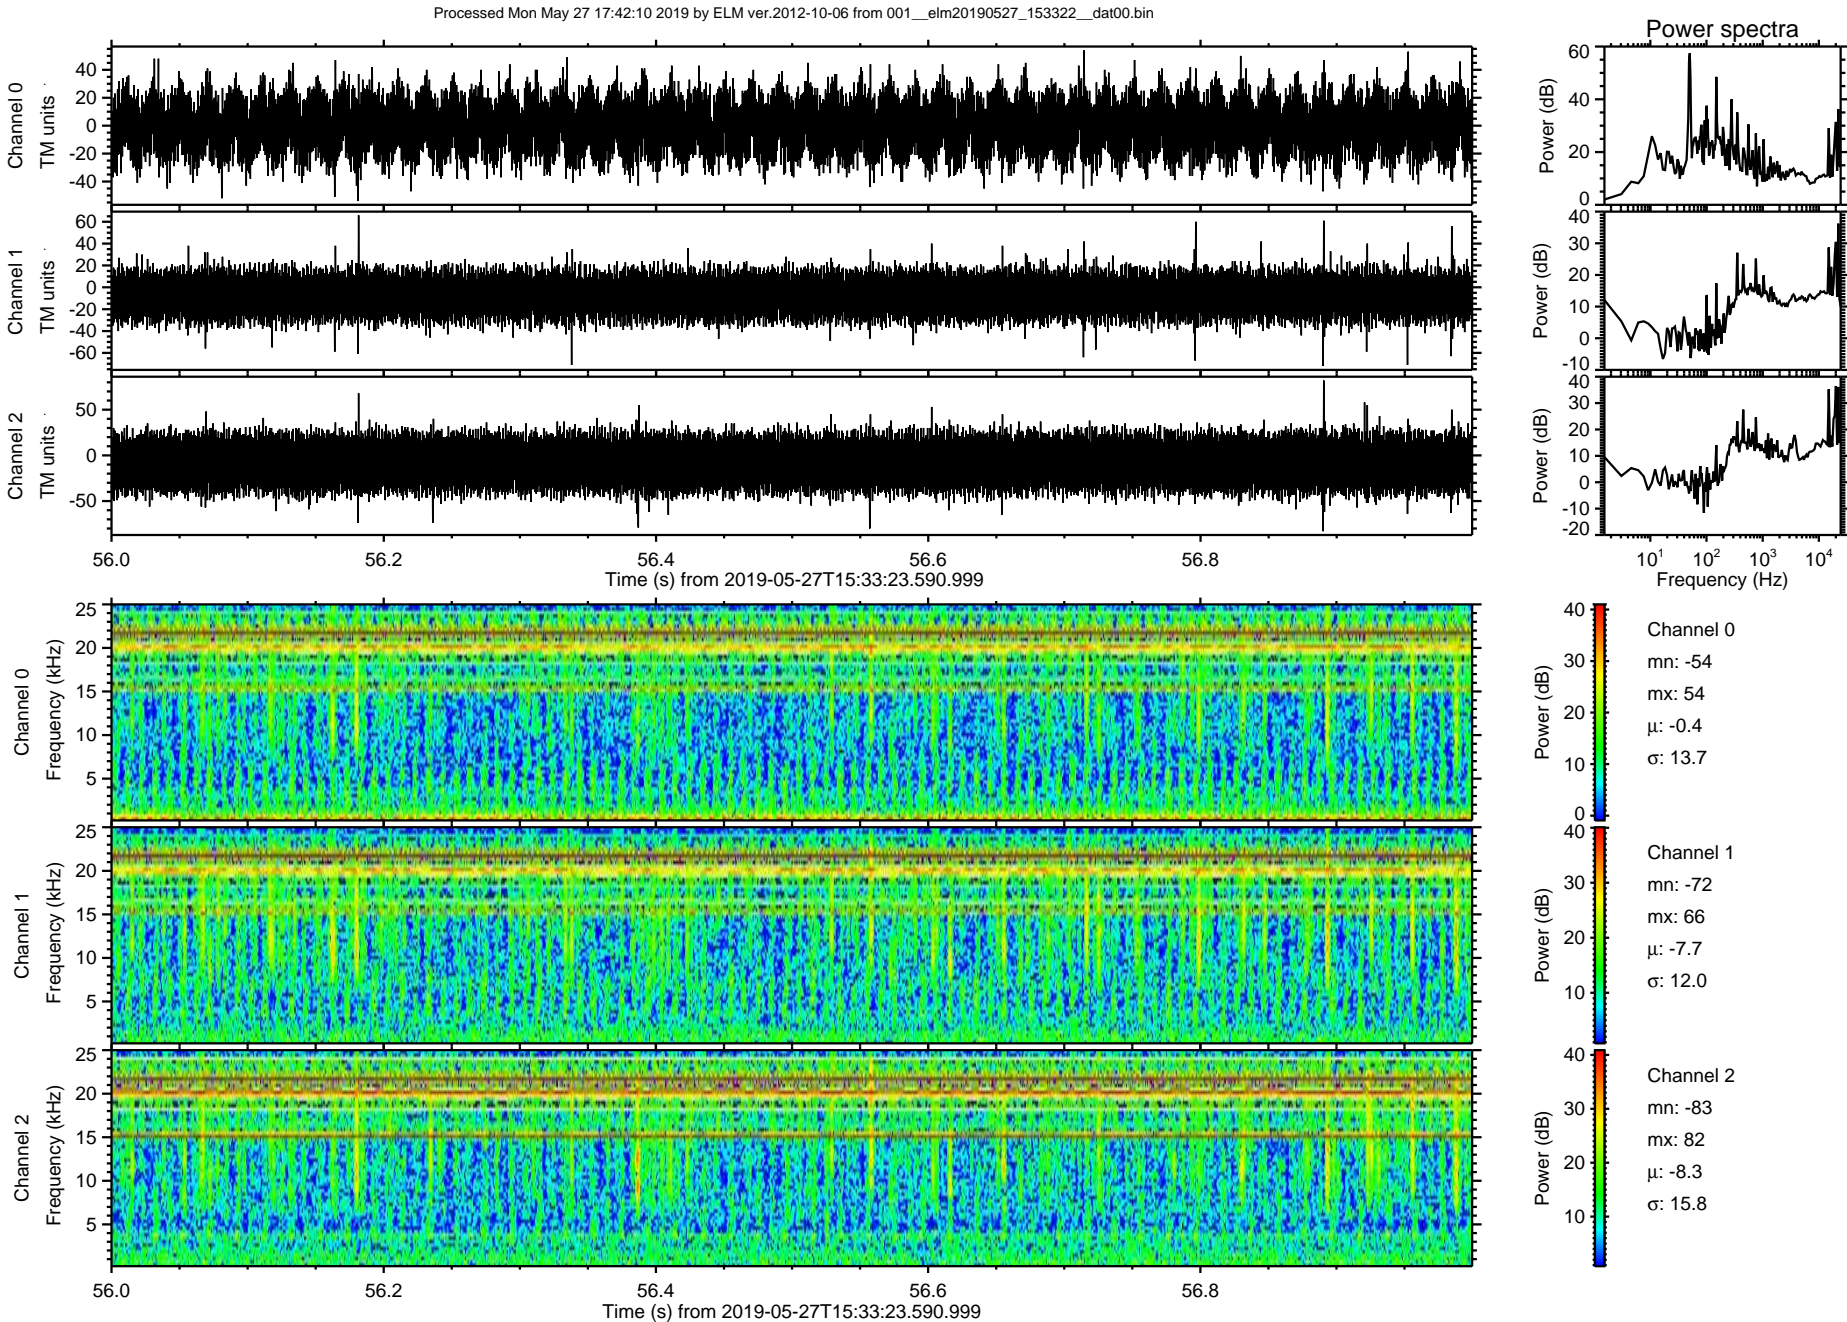 Processed Mon May 27 17:42:10 2019 by ELM ver.2012-10-06 from 001__elm20190527_153322__dat00.bin
Power spectra
Channel 0
TM units
40
20
0
-20
-40
Power (dB)
60
40
20
0
Channel 1
TM units
60
40
20
0
-20
-40
-60
Power (dB)
40
30
20
10
0
-10
Channel 2
TM units
50
0
-50
Power (dB)
40
30
20
10
0
-10
-20
56.0 56.2 56.4 56.6 56.8
Time (s) from 2019-05-27T15:33:23.590.999
10^1 10^2 10^3 10^4
Frequency (Hz)
Channel 0
Frequency (kHz)
25
20
15
10
5
Power (dB)
40
30
20
10
0
Channel 0
mn: -54
mx: 54
μ: -0.4
σ: 13.7
Channel 1
Frequency (kHz)
25
20
15
10
5
Power (dB)
40
30
20
10
Channel 1
mn: -72
mx: 66
μ: -7.7
σ: 12.0
Channel 2
Frequency (kHz)
25
20
15
10
5
Power (dB)
40
30
20
10
Channel 2
mn: -83
mx: 82
μ: -8.3
σ: 15.8
56.0 56.2 56.4 56.6 56.8
Time (s) from 2019-05-27T15:33:23.590.999